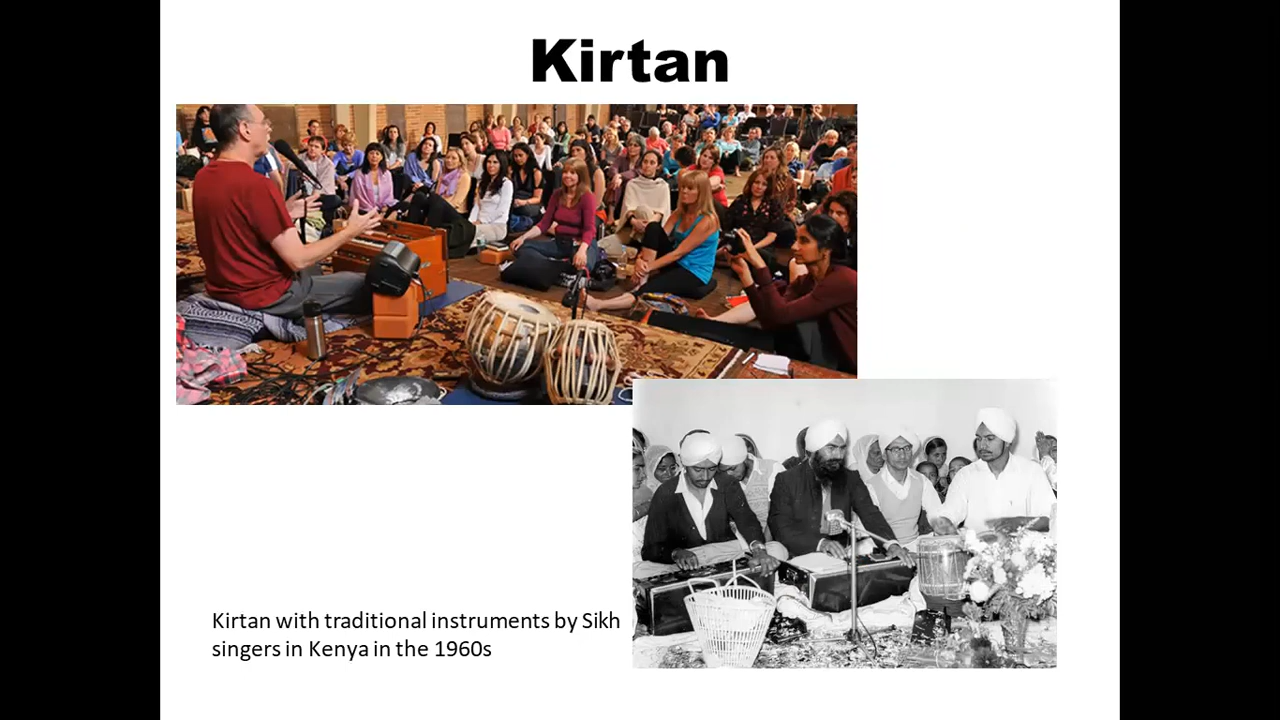 Kirtan
Kirtan with traditional instruments by Sikh
singers in Kenya in the 1960s